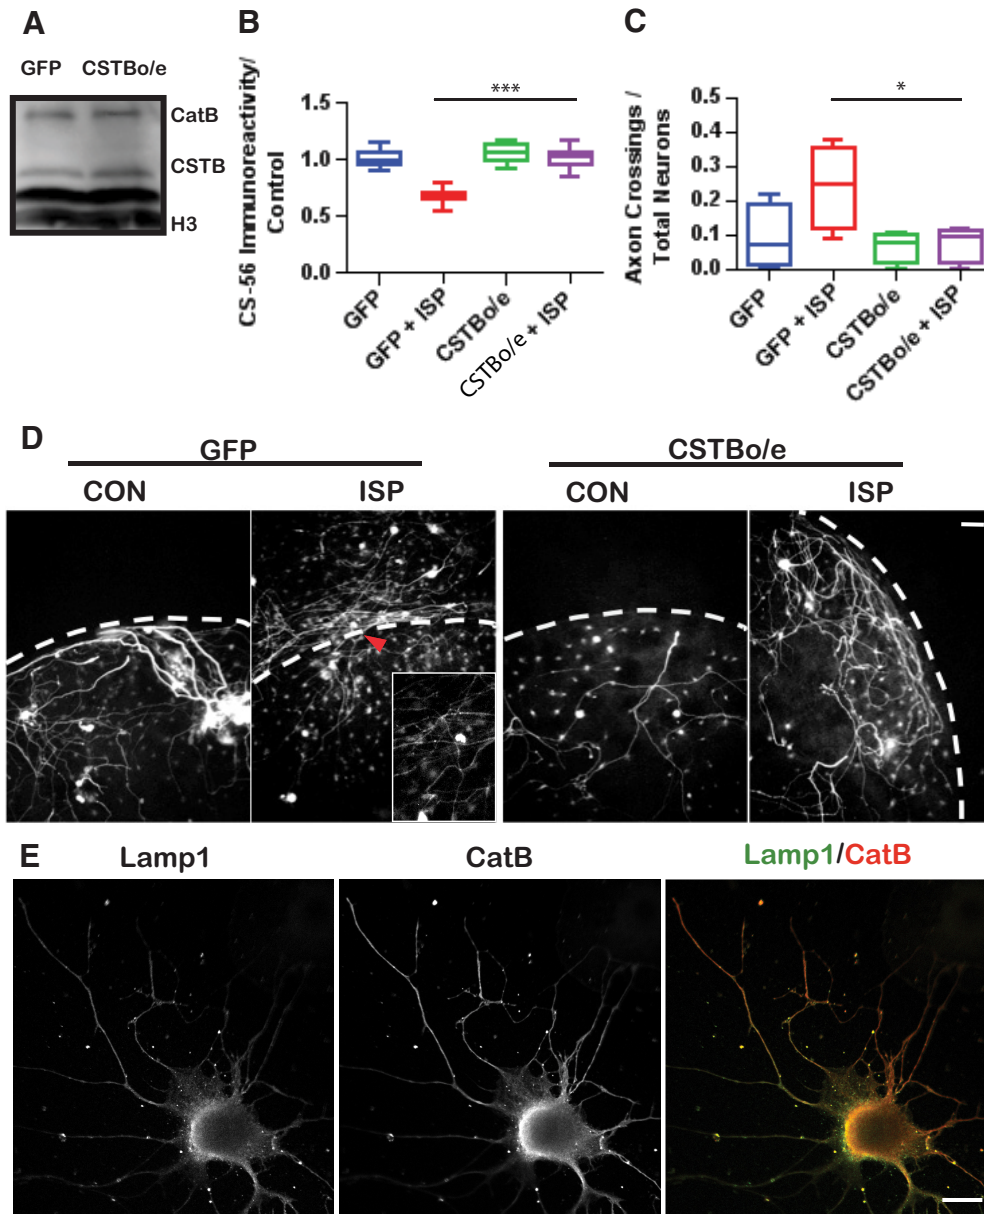 A
GFP CSTBo/e
CatB
CSTB
H3
B
CS-56 Immunoreactivity/
Control
***
1.5
1.0
0.5
0.0
GFP
GFP + ISP
CSTBo/e
CSTBo/e + ISP
C
Axon Crossings /
Total Neurons
*
0.5
0.4
0.3
0.2
0.1
0.0
GFP
GFP + ISP
CSTBo/e
CSTBo/e + ISP
D
GFP CSTBo/e
CON ISP CON ISP
E
Lamp1 CatB Lamp1/CatB